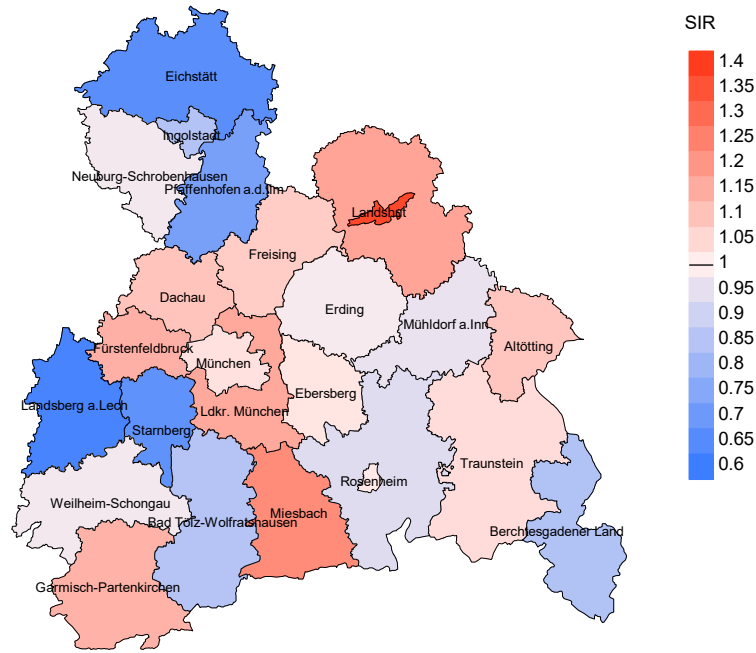 SIR
1.4
1.35
1.3
1.25
1.2
1.15
1.1
1.05
1
0.95
0.9
0.85
0.8
0.75
0.7
0.65
0.6
Eichstätt
Ingolstadt
Neuburg-Schrobenhausen
Pfaffenhofen a.d.Ilm
Landshut
Freising
Dachau
Erding
Mühldorf a.Inn
Altötting
Fürstenfeldbruck
München
Ebersberg
Landsberg a.Lech
Ldkr. München
Starnberg
Traunstein
Rosenheim
Weilheim-Schongau
Miesbach
Bad Tölz-Wolfratshausen
Berchtesgadener Land
Garmisch-Partenkirchen